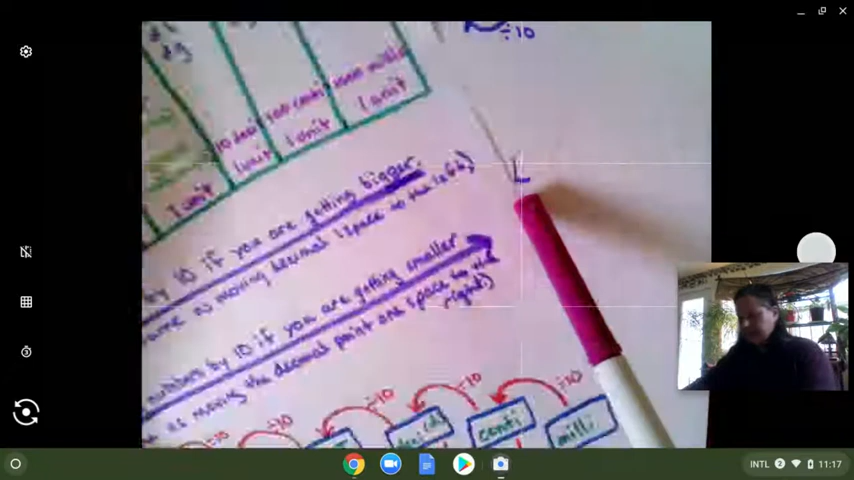 ÷10
10 deci
100 centi
1000 milli
1 unit
1 unit
1 unit
1 unit
by 10 if you are getting bigger.
same as moving decimal 1 space to the left)
numbers by 10 if you are getting smaller
as moving the decimal point one space to the
right)
÷10
÷10
÷10
÷10
÷10
centi
milli
INTL
2
11:17